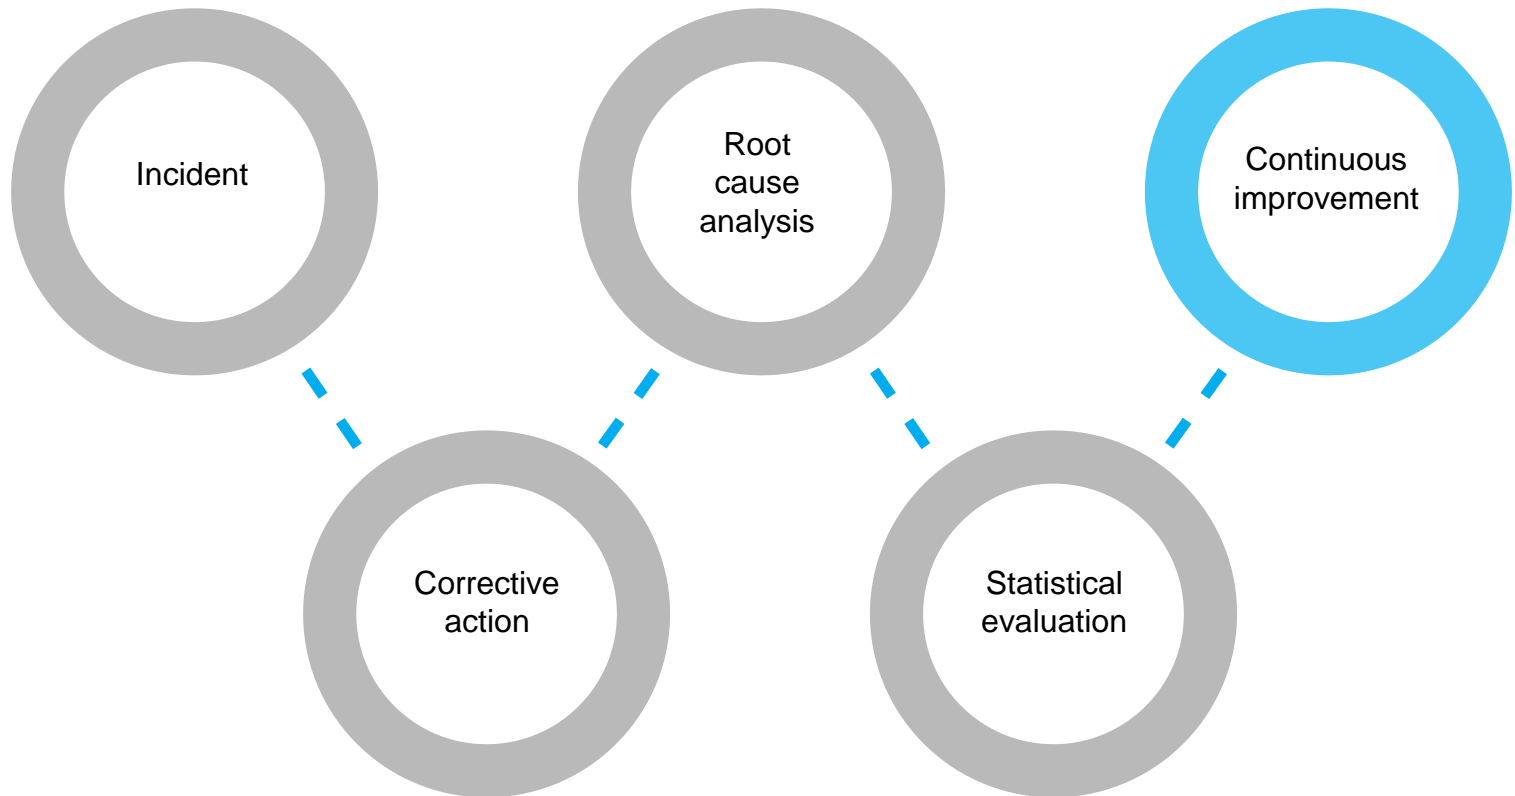 Incident
Root
cause
analysis
Continuous
improvement
Corrective
action
Statistical
evaluation